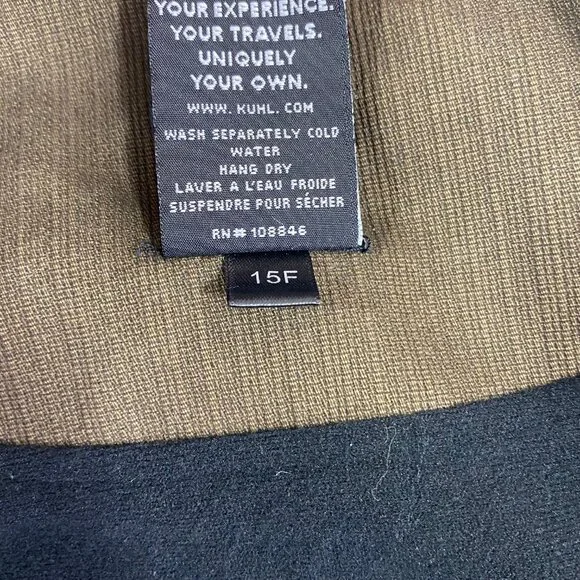 YOUR EXPERIENCE.
YOUR TRAVELS.
UNIQUELY
YOUR OWN.
WWW. KUHL. COM
WASH SEPARATELY COLD
WATER
HANG DRY
LAVER A L'EAU FROIDE
SUSPENDRE POUR SÉCHER
RN# 108846
15F